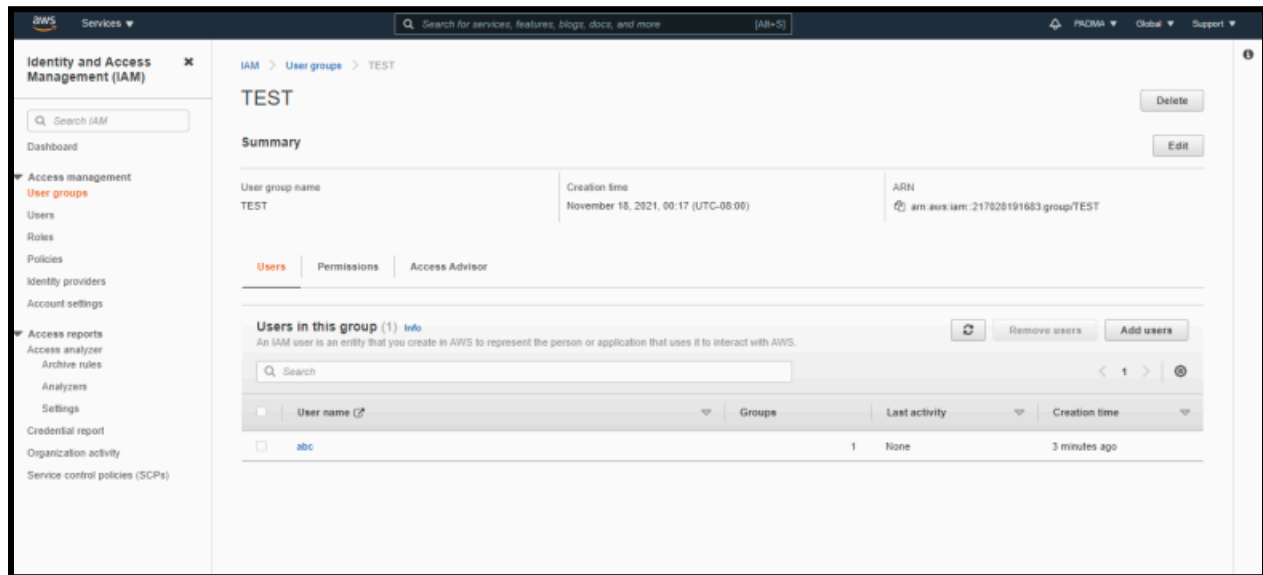 aws Services ▼ Search for services, features, blogs, docs, and more [Alt+S] PADMA ▼ Global ▼ Support ▼
Identity and Access Management (IAM)
Search IAM
Dashboard
Access management
User groups
Users
Roles
Policies
Identity providers
Account settings
Access reports
Access analyzer
Archive rules
Analyzers
Settings
Credential report
Organization activity
Service control policies (SCPs)
IAM > User groups > TEST
TEST
Delete
Summary
Edit
User group name
TEST
Creation time
November 18, 2021, 00:17 (UTC-08:00)
ARN
arn:aws:iam::217028191683:group/TEST
Users Permissions Access Advisor
Users in this group (1) Info
An IAM user is an entity that you create in AWS to represent the person or application that uses it to interact with AWS.
Remove users Add users
Search
< 1 >
User name Groups Last activity Creation time
abc 1 None 3 minutes ago